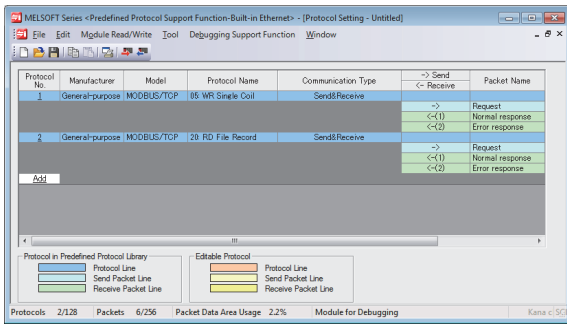 MELSOFT Series <Predefined Protocol Support Function-Built-in Ethernet> - [Protocol Setting - Untitled]
File Edit Module Read/Write Tool Debugging Support Function Window
Protocol No. Manufacturer Model Protocol Name Communication Type -> Send <- Receive Packet Name
1 General-purpose MODBUS/TCP 05: WR Single Coil Send&Receive
-> Request
<-(1) Normal response
<-(2) Error response
2 General-purpose MODBUS/TCP 20: RD File Record Send&Receive
-> Request
<-(1) Normal response
<-(2) Error response
Add
Protocol in Predefined Protocol Library
Protocol Line
Send Packet Line
Receive Packet Line
Editable Protocol
Protocol Line
Send Packet Line
Receive Packet Line
Protocols 2/128 Packets 6/256 Packet Data Area Usage 2.2% Module for Debugging Kana